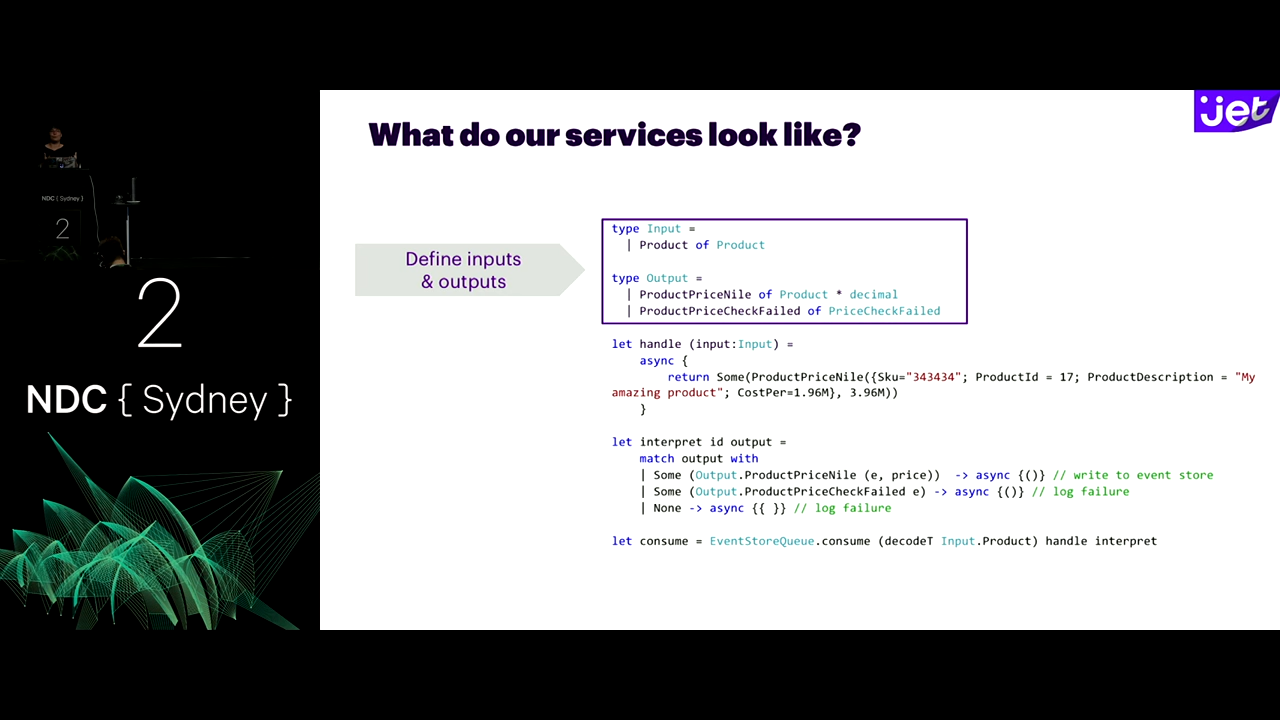 NDC { Sydney }
2
2
NDC { Sydney }
jet
What do our services look like?
Define inputs
& outputs
type Input =
| Product of Product
type Output =
| ProductPriceNile of Product * decimal
| ProductPriceCheckFailed of PriceCheckFailed
let handle (input:Input) =
async {
return Some(ProductPriceNile({Sku="343434"; ProductId = 17; ProductDescription = "My
amazing product"; CostPer=1.96M}, 3.96M))
}
let interpret id output =
match output with
| Some (Output.ProductPriceNile (e, price))  -> async {()} // write to event store
| Some (Output.ProductPriceCheckFailed e) -> async {()} // log failure
| None -> async {{ }} // log failure
let consume = EventStoreQueue.consume (decodeT Input.Product) handle interpret